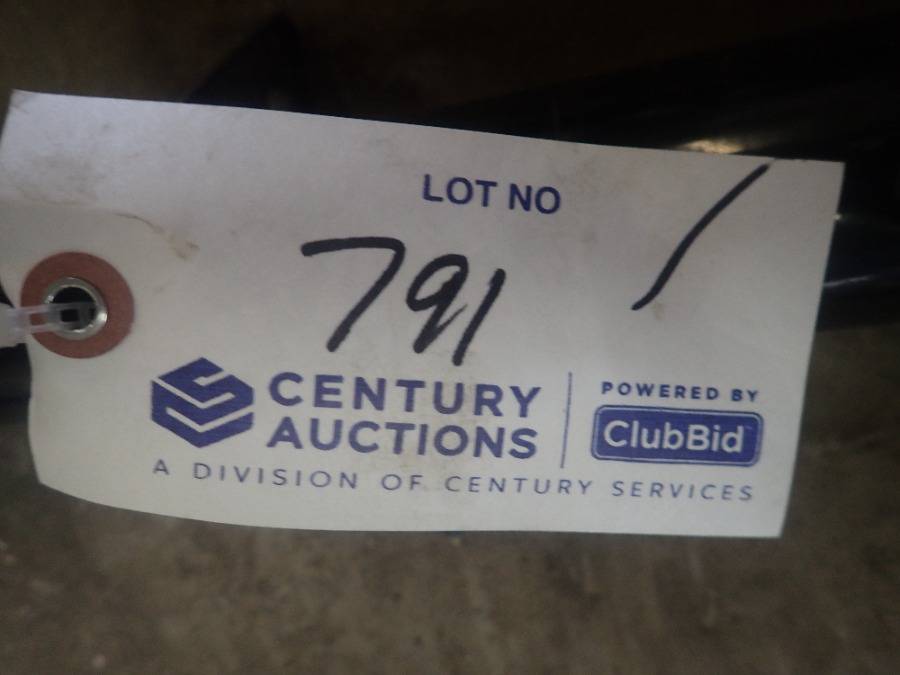 LOT NO
791 /
CENTURY
AUCTIONS
POWERED BY
ClubBid
A DIVISION OF CENTURY SERVICES